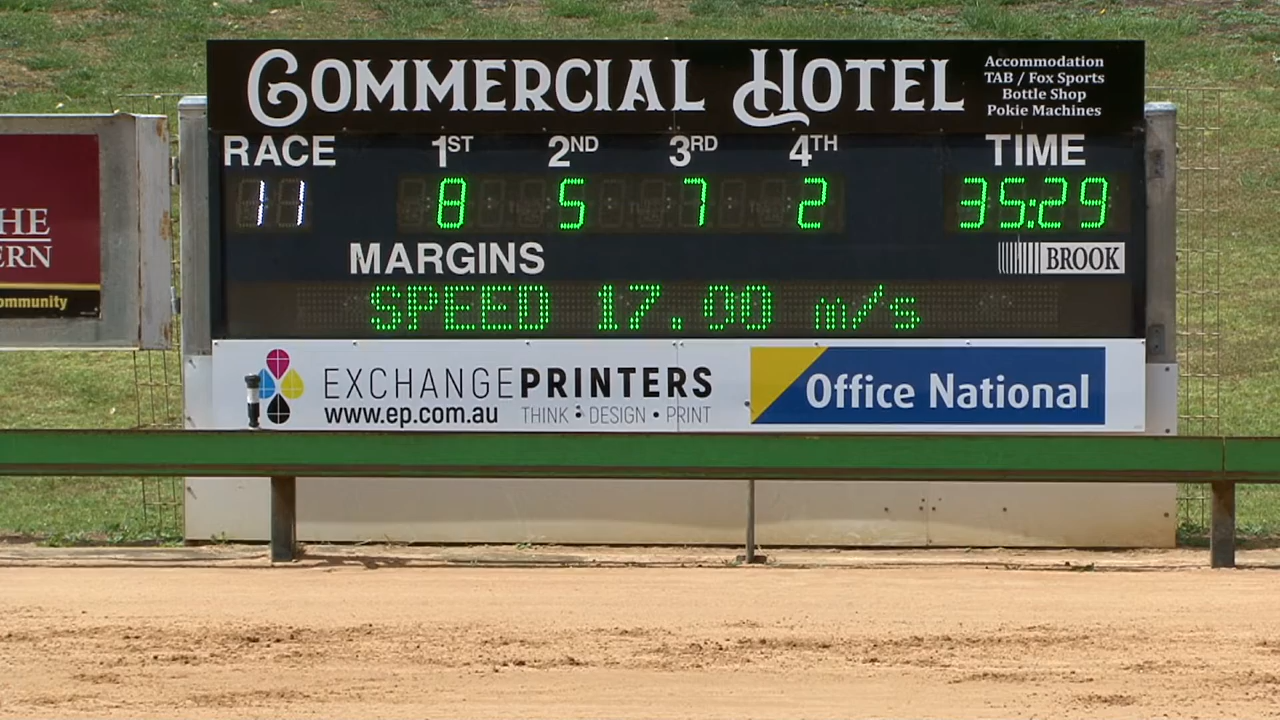 COMMERCIAL HOTEL
Accommodation
TAB / Fox Sports
Bottle Shop
Pokie Machines
RACE 1ST 2ND 3RD 4TH TIME
11 8 5 7 2 35:29
MARGINS
BROOK
SPEED 17.00 m/s
HE
ERN
ommunity
EXCHANGEPRINTERS
www.ep.com.au THINK • DESIGN • PRINT
Office National